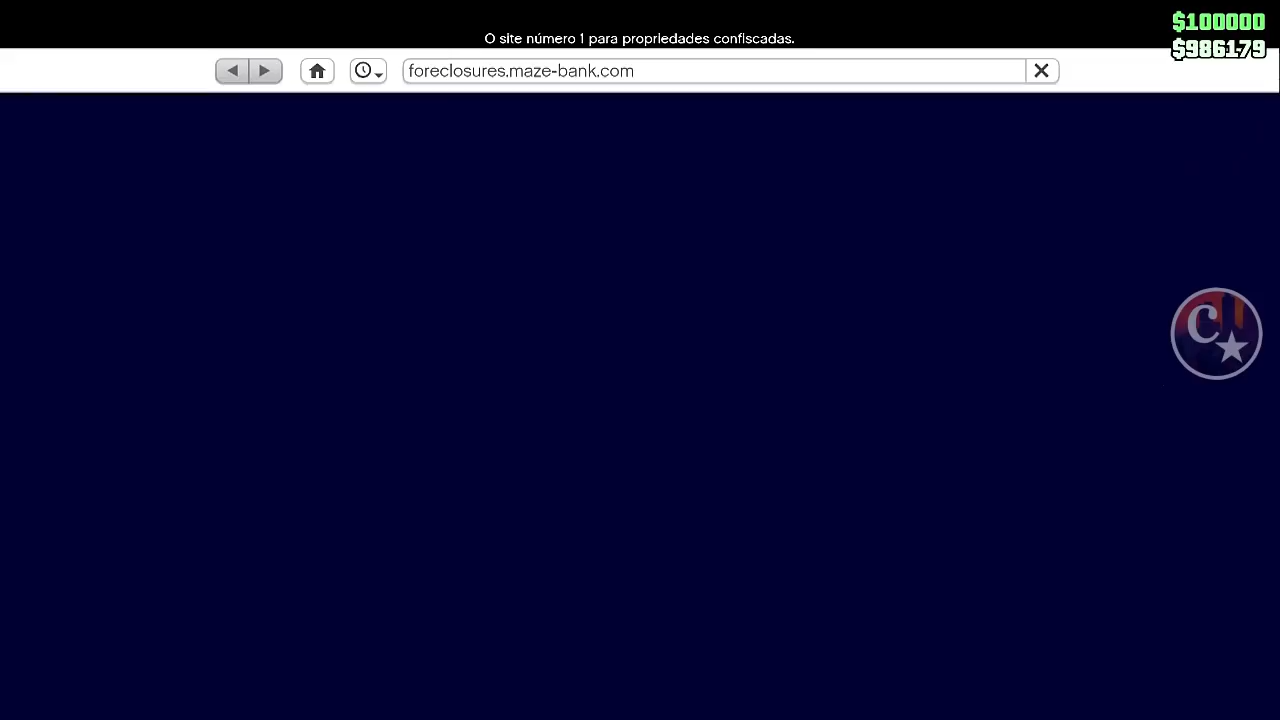 $100000
O site número 1 para propriedades confiscadas.
$986179
foreclosures.maze-bank.com
C